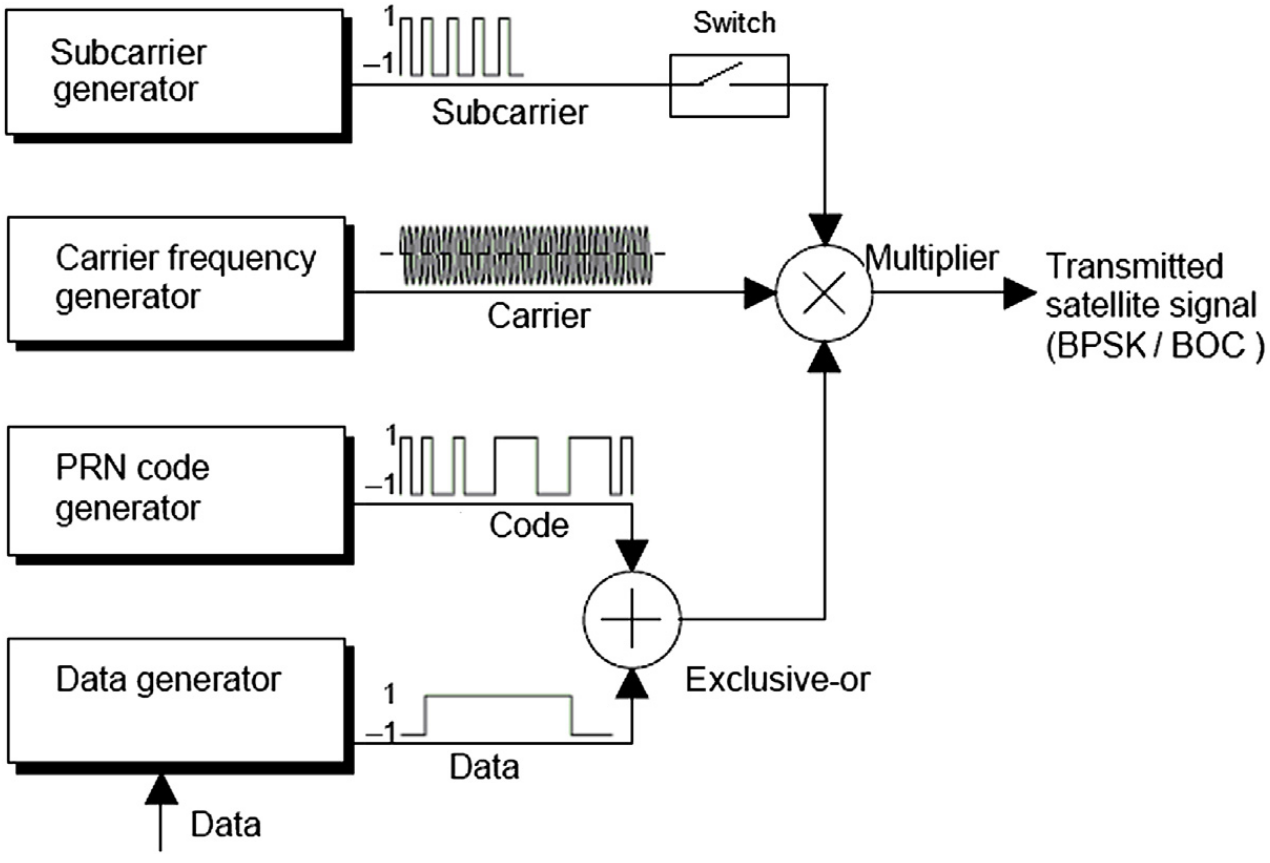 Subcarrier
generator
1
–1
Subcarrier
Switch
Carrier frequency
generator
Carrier
Multiplier
Transmitted
satellite signal
(BPSK / BOC )
PRN code
generator
1
–1
Code
Data generator
1
–1
Data
Exclusive-or
Data